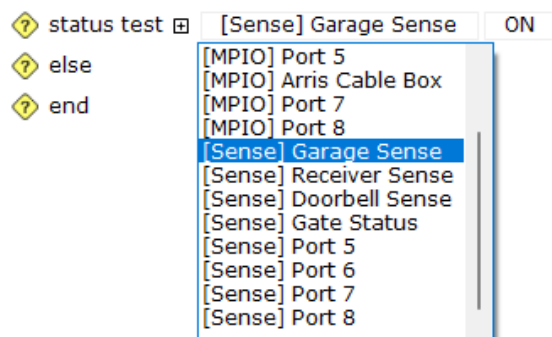 status test [Sense] Garage Sense ON
else
end
[MPIO] Port 5
[MPIO] Arris Cable Box
[MPIO] Port 7
[MPIO] Port 8
[Sense] Garage Sense
[Sense] Receiver Sense
[Sense] Doorbell Sense
[Sense] Gate Status
[Sense] Port 5
[Sense] Port 6
[Sense] Port 7
[Sense] Port 8